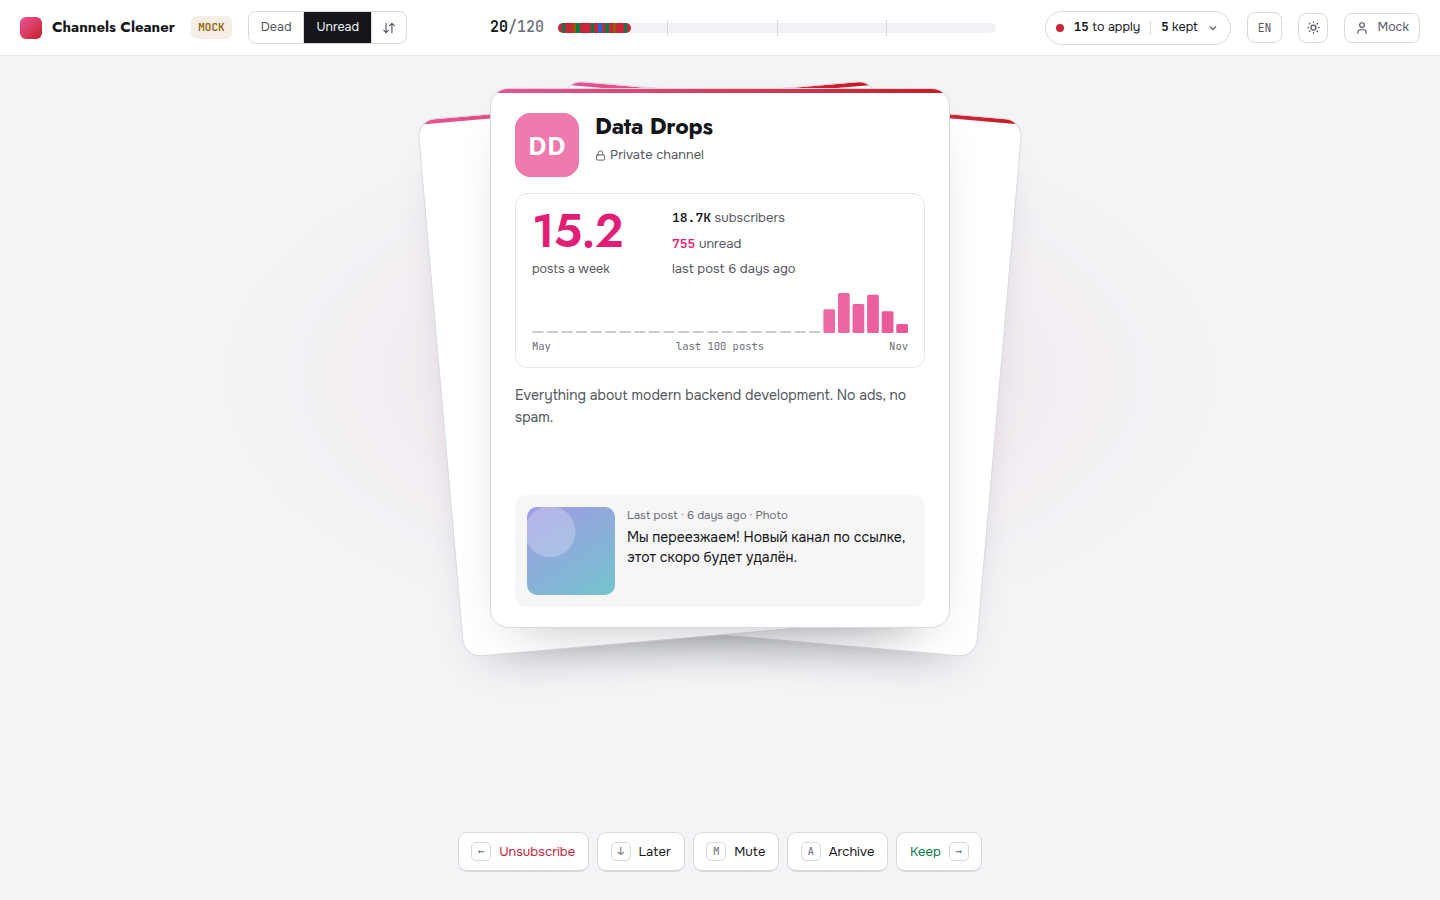 Channels Cleaner
MOCK
Dead
Unread
20/120
15 to apply
5 kept
EN
Mock
DD
Data Drops
Private channel
15.2
posts a week
18.7K subscribers
755 unread
last post 6 days ago
May
last 100 posts
Nov
Everything about modern backend development. No ads, no
spam.
Last post · 6 days ago · Photo
Мы переезжаем! Новый канал по ссылке,
этот скоро будет удалён.
← Unsubscribe
↓ Later
M Mute
A Archive
Keep →